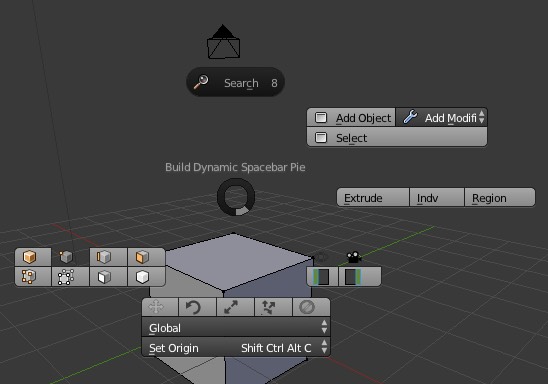 Search 8
Add Object Add Modifi
Select
Build Dynamic Spacebar Pie
Extrude Indv Region
Global
Set Origin Shift Ctrl Alt C